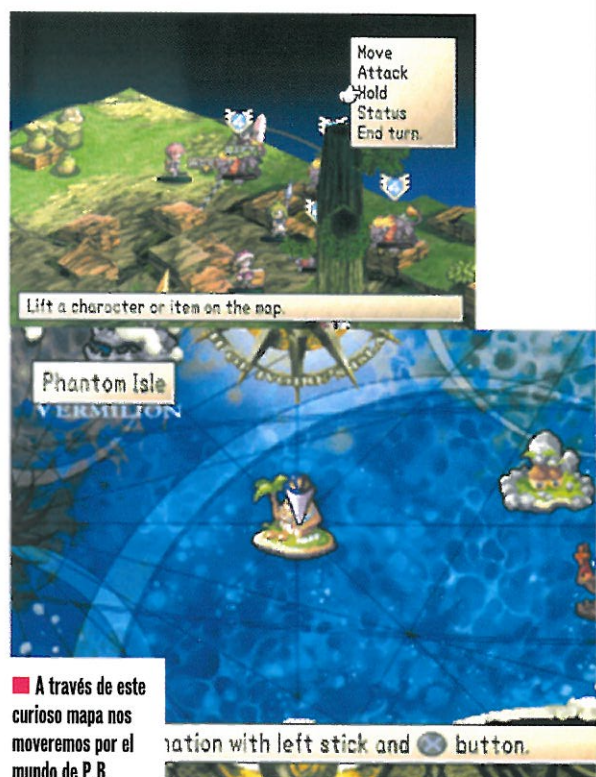 Move
Attack
Hold
Status
End turn.
Lift a character or item on the map.
Phantom Isle
VERMILION
A través de este
curioso mapa nos
moveremos por el
mundo de P.B.
nation with left stick and button.